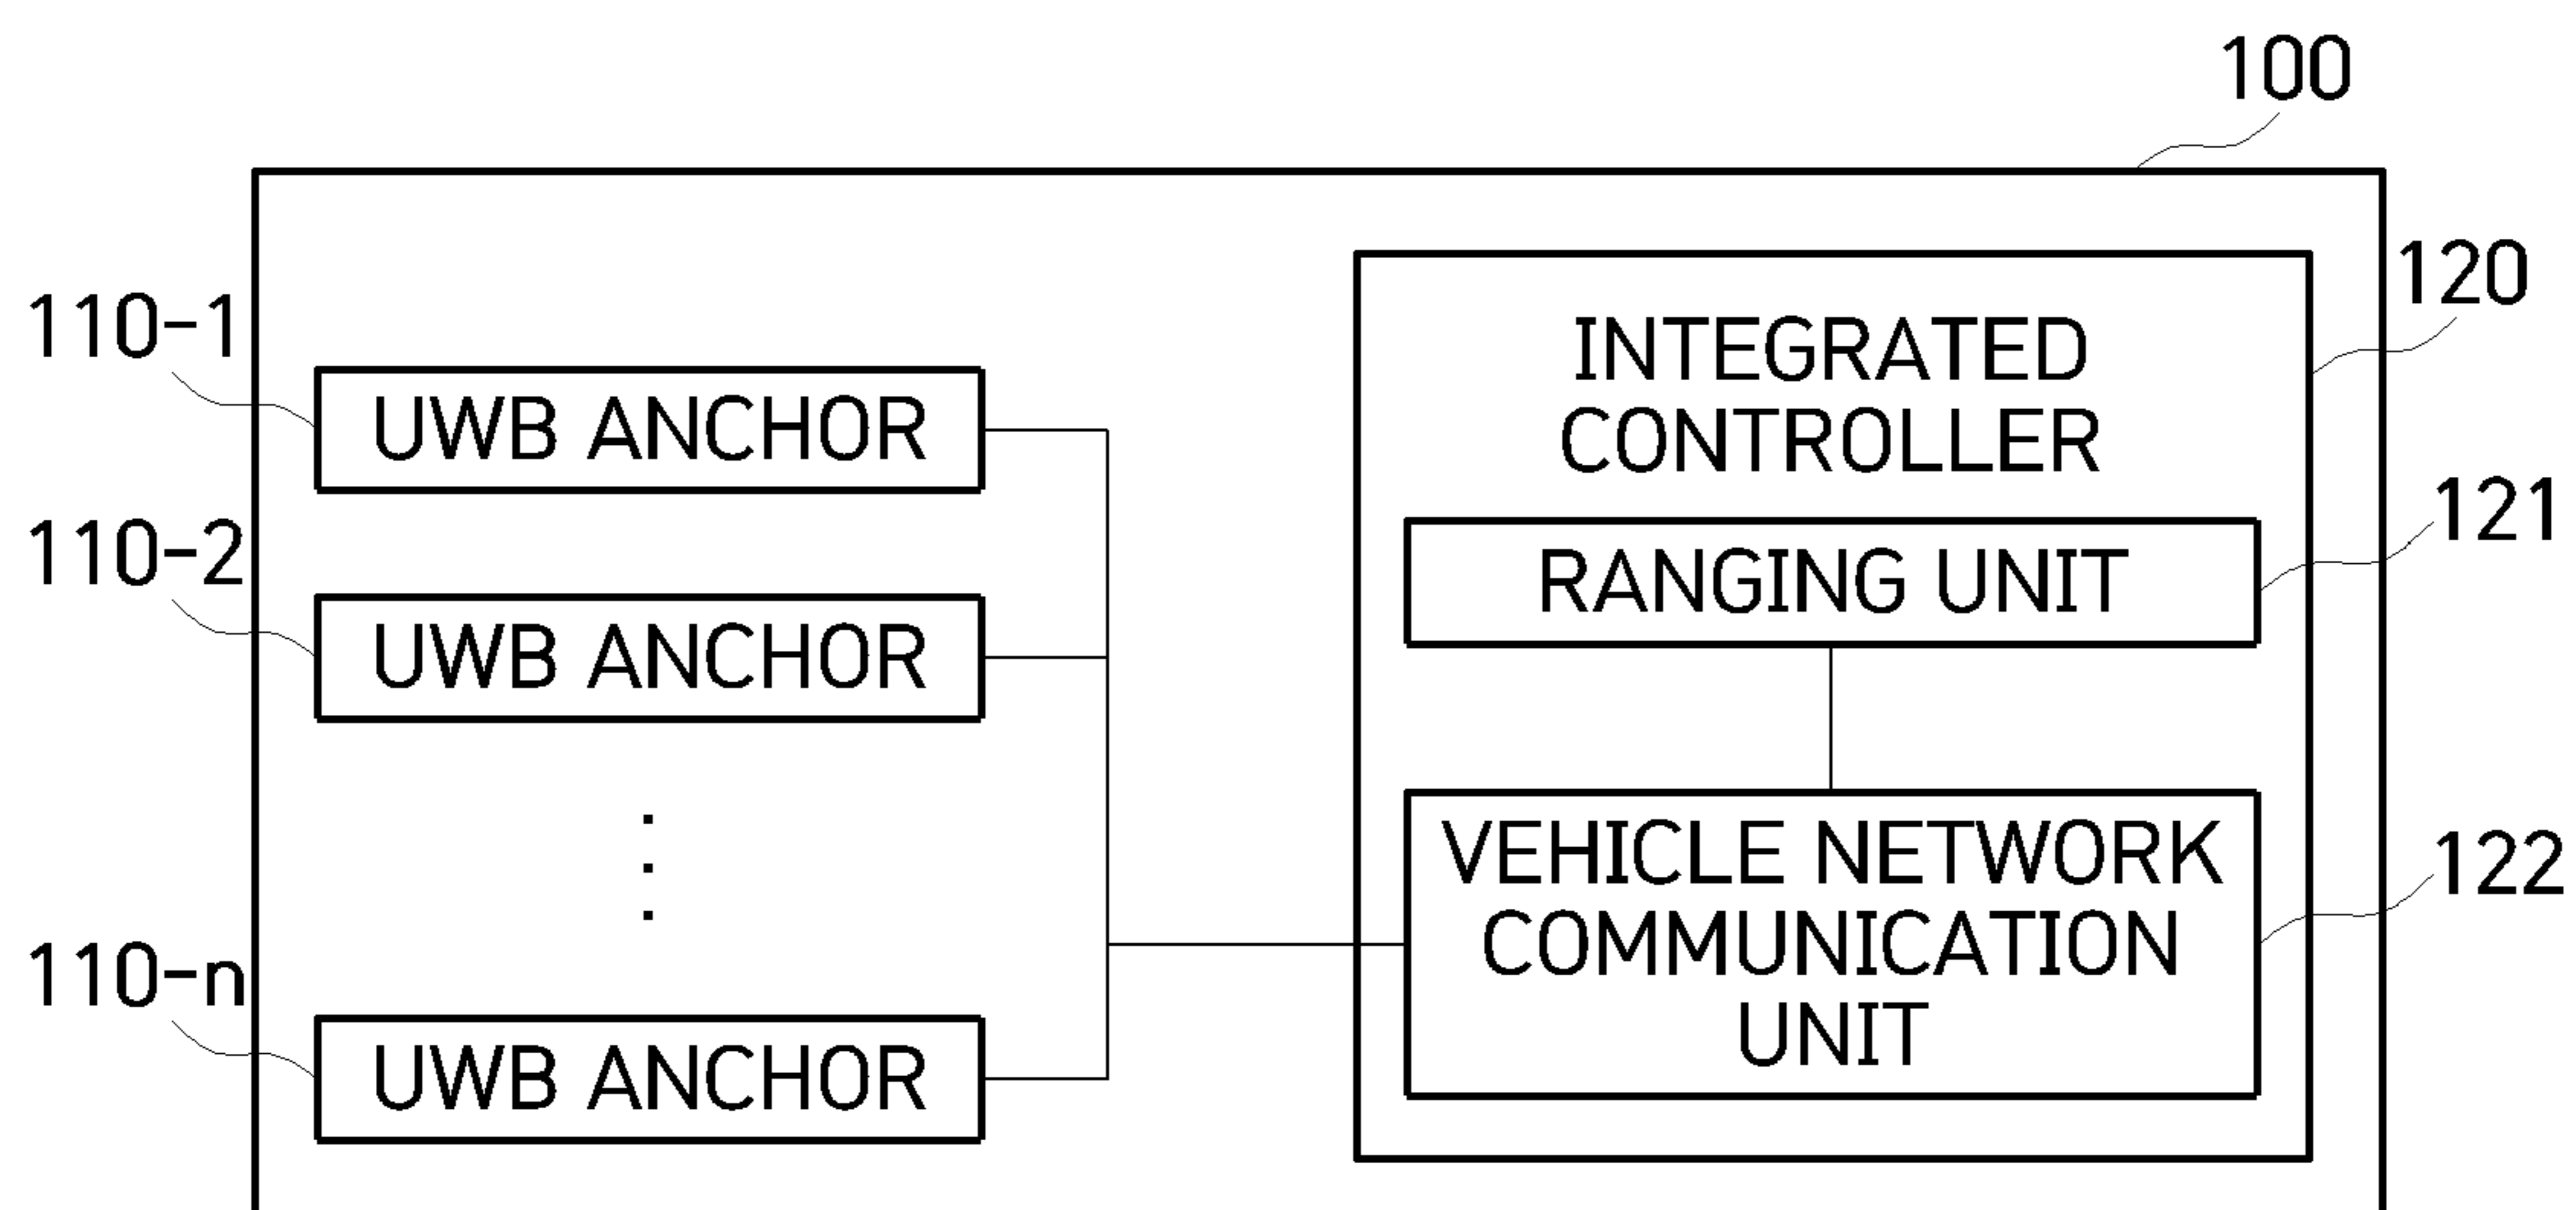 100
110-1
UWB ANCHOR
110-2
UWB ANCHOR
110-n
UWB ANCHOR
120
INTEGRATED
CONTROLLER
121
RANGING UNIT
122
VEHICLE NETWORK
COMMUNICATION
UNIT